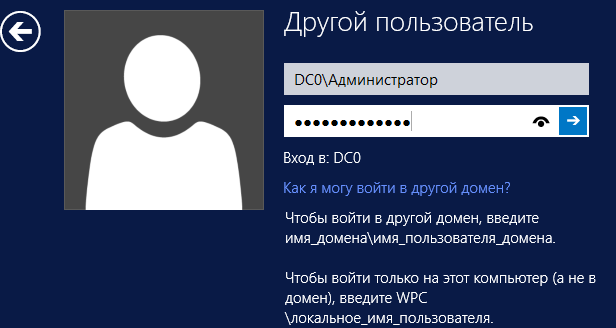 Другой пользователь
DC0\Администратор
•••••••••••••
Вход в: DC0
Как я могу войти в другой домен?
Чтобы войти в другой домен, введите
имя_домена\имя_пользователя_домена.
Чтобы войти только на этот компьютер (а не в
домен), введите WPC
\локальное_имя_пользователя.